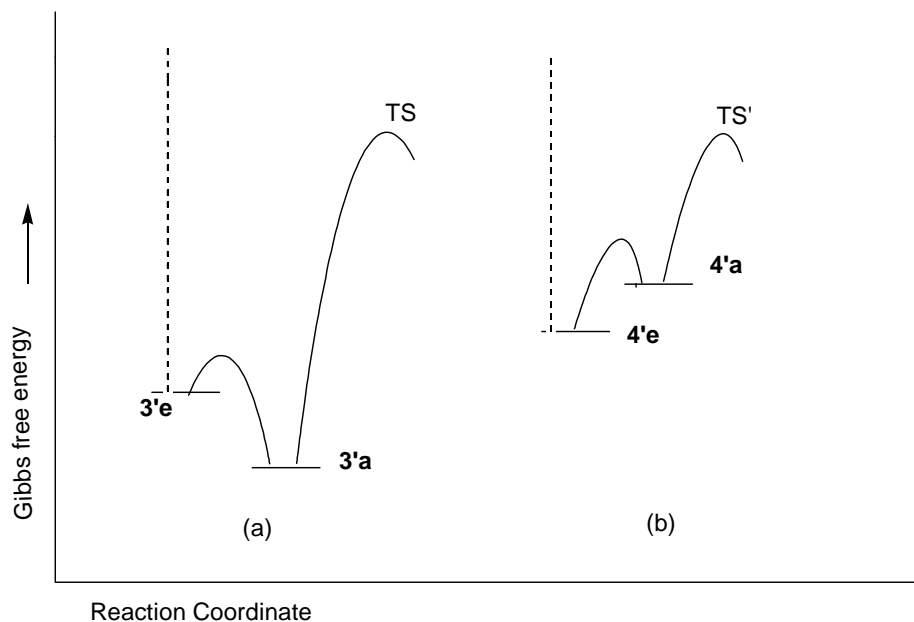 TS
TS'
4'a
4'e
3'e
3'a
(a)
(b)
Gibbs free energy
Reaction Coordinate